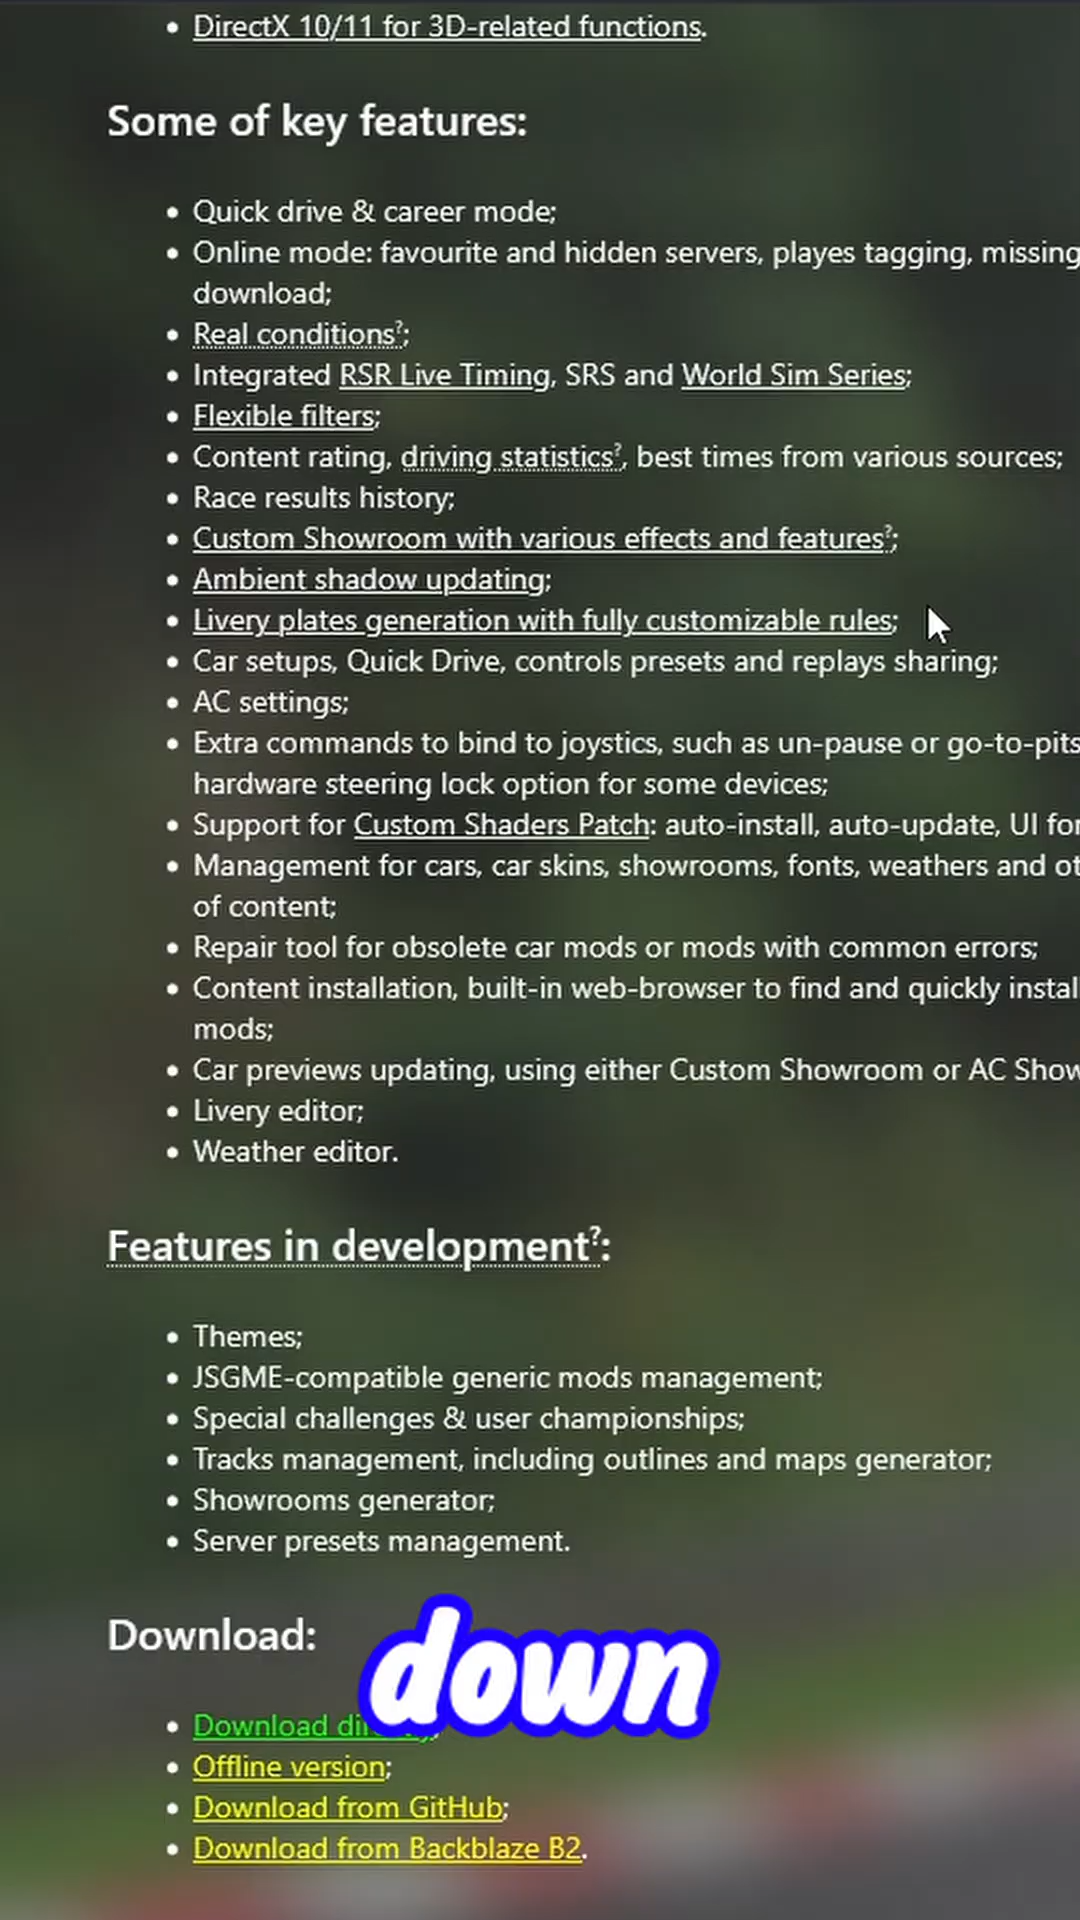 • DirectX 10/11 for 3D-related functions.
Some of key features:
• Quick drive & career mode;
• Online mode: favourite and hidden servers, playes tagging, missing
download;
• Real conditions?;
• Integrated RSR Live Timing, SRS and World Sim Series;
• Flexible filters;
• Content rating, driving statistics?, best times from various sources;
• Race results history;
• Custom Showroom with various effects and features?;
• Ambient shadow updating;
• Livery plates generation with fully customizable rules;
• Car setups, Quick Drive, controls presets and replays sharing;
• AC settings;
• Extra commands to bind to joystics, such as un-pause or go-to-pits
hardware steering lock option for some devices;
• Support for Custom Shaders Patch: auto-install, auto-update, UI for
• Management for cars, car skins, showrooms, fonts, weathers and
of content;
• Repair tool for obsolete car mods or mods with common errors;
• Content installation, built-in web-browser to find and quickly install
mods;
• Car previews updating, using either Custom Showroom or AC
• Livery editor;
• Weather editor.
Features in development?:
• Themes;
• JSGME-compatible generic mods management;
• Special challenges & user championships;
• Tracks management, including outlines and maps generator;
• Showrooms generator;
• Server presets management.
Download:
down
• Download
• Offline version;
• Download from GitHub;
• Download from Backblaze B2.